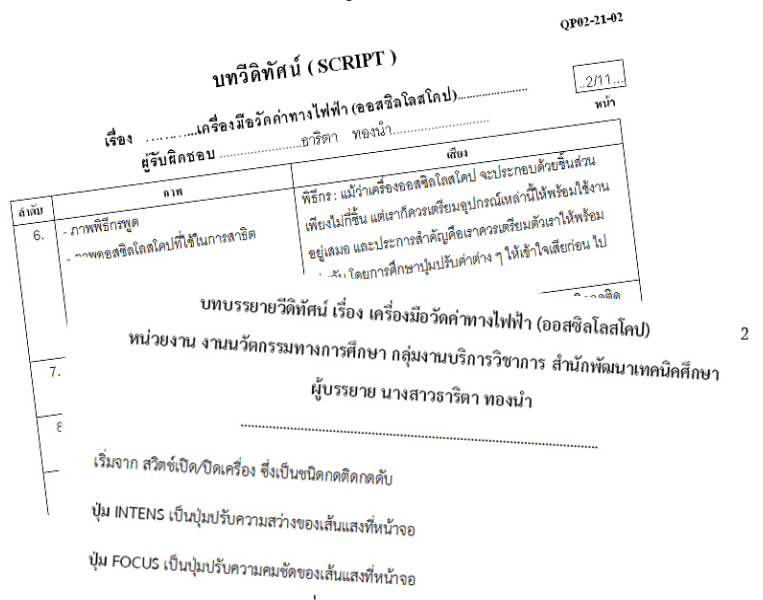 QP02-21-02
บทวีดิทัศน์ ( SCRIPT )
..2/11...
หน้า
เรื่อง ..............เครื่องมือวัดค่าทางไฟฟ้า (ออสซิลโลสโคป)......................
ผู้รับผิดชอบ .........................ธาริตา ทองนำ..............................
ลำดับ ภาพ เสียง
6. - ภาพพิธีกรพูด
- ภาพออสซิลโลสโคปที่ใช้ในการสาธิต
พิธีกร : แม้ว่าเครื่องออสซิลโลสโคป จะประกอบด้วยชิ้นส่วน
เพียงไม่กี่ชิ้น แต่เราก็ควรเตรียมอุปกรณ์เหล่านี้ให้พร้อมใช้งาน
อยู่เสมอ และประการสำคัญคือเราควรเตรียมตัวเราให้พร้อม
โดยการศึกษาปุ่มปรับค่าต่าง ๆ ให้เข้าใจเสียก่อน ไป
7.
บทบรรยายวีดิทัศน์ เรื่อง เครื่องมือวัดค่าทางไฟฟ้า (ออสซิลโลสโคป)
2
หน่วยงาน งานนวัตกรรมทางการศึกษา กลุ่มงานบริการวิชาการ สำนักพัฒนาเทคนิคศึกษา
ผู้บรรยาย นางสาวธาริตา ทองนำ
เริ่มจาก สวิตช์เปิด/ปิดเครื่อง ซึ่งเป็นชนิดกดติดกดดับ
ปุ่ม INTENS เป็นปุ่มปรับความสว่างของเส้นแสงที่หน้าจอ
ปุ่ม FOCUS เป็นปุ่มปรับความคมชัดของเส้นแสงที่หน้าจอ